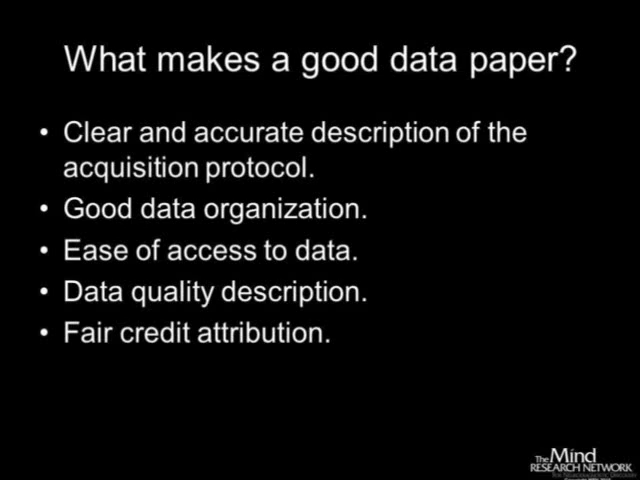 What makes a good data paper?
• Clear and accurate description of the
acquisition protocol.
• Good data organization.
• Ease of access to data.
• Data quality description.
• Fair credit attribution.
The Mind
RESEARCH NETWORK